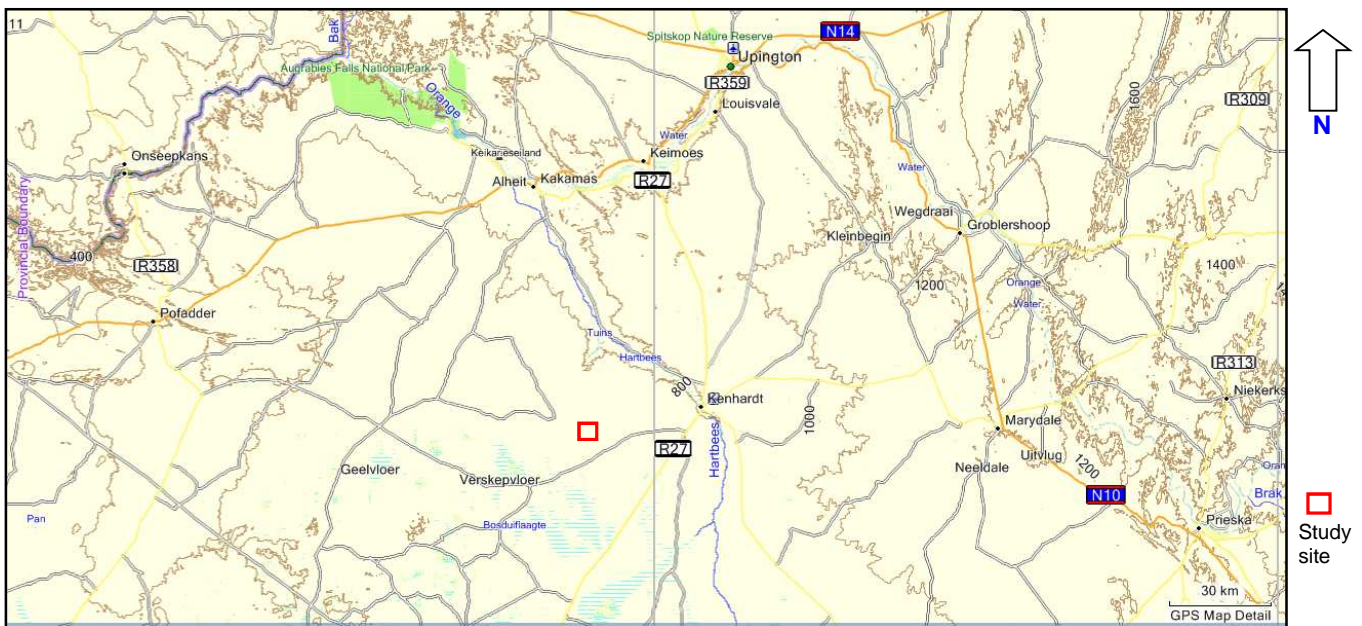 11
Bak
Spitskop Nature Reserve
N14
Upington
N
Augrabies Falls National Park
Orange
R359
Louisvale
1600
R309
Water
Onseepkans
Keikarieseiland
Keimoes
Water
Alheit
Kakamas
R27
Provincial Boundary
Wegdraai
Groblershoop
Kleinbegin
400
R358
1200
1400
Orange
Water
Pofadder
Tuins
Hartbees
R313
800
Kenhardt
Niekerks
1000
Marydale
R27
Hartbees
Uitvlug
Geelvloer
Verskepvloer
Neeldale
1200
Oran
N10
Brak
Pan
Bosduiflaagte
Prieska
Study
site
30 km
GPS Map Detail